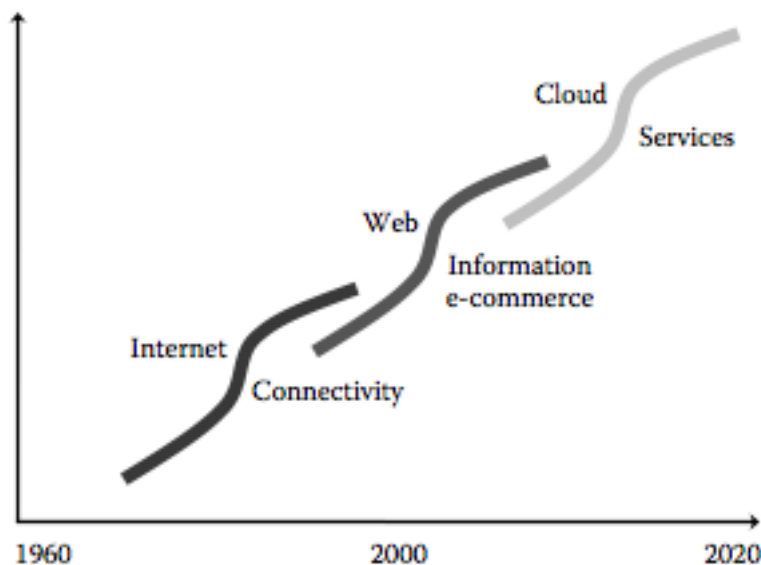 Cloud
Services
Web
Information
e-commerce
Internet
Connectivity
1960 2000 2020